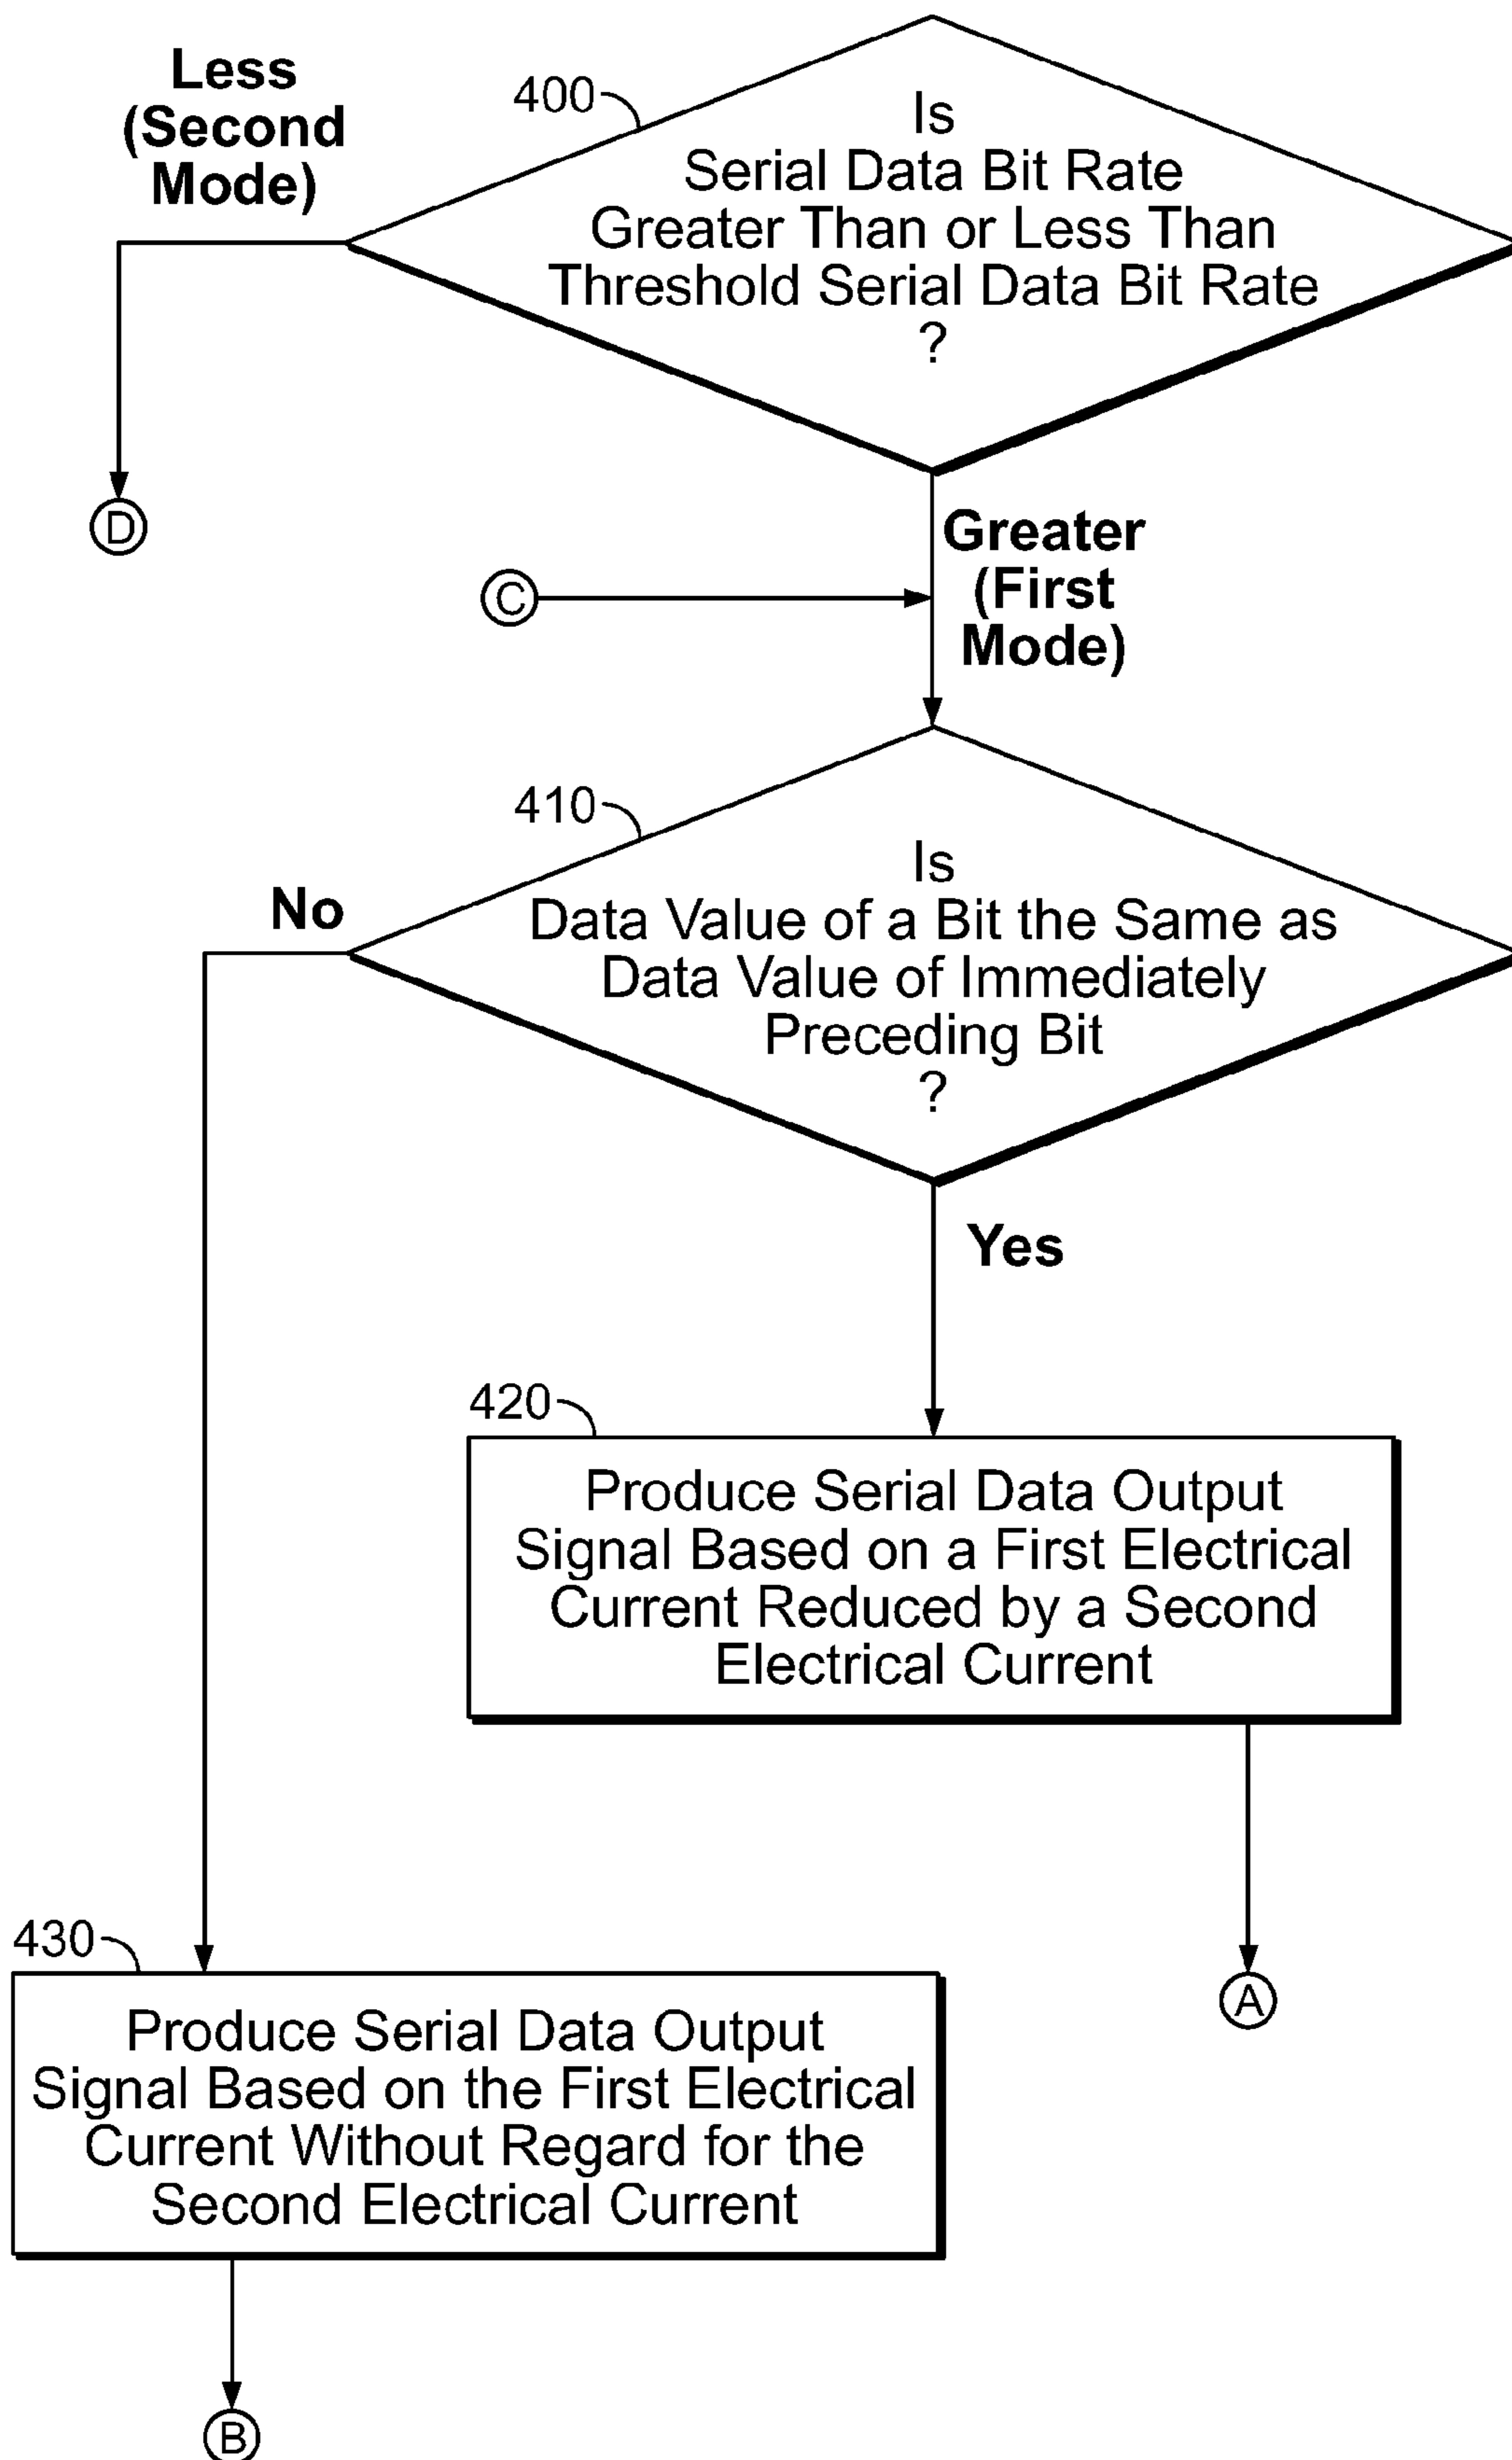 400
Is
Serial Data Bit Rate
Greater Than or Less Than
Threshold Serial Data Bit Rate
?
Less
(Second
Mode)
D
Greater
(First
Mode)
C
410
Is
Data Value of a Bit the Same as
Data Value of Immediately
Preceding Bit
?
No
Yes
420
Produce Serial Data Output
Signal Based on a First Electrical
Current Reduced by a Second
Electrical Current
A
430
Produce Serial Data Output
Signal Based on the First Electrical
Current Without Regard for the
Second Electrical Current
B